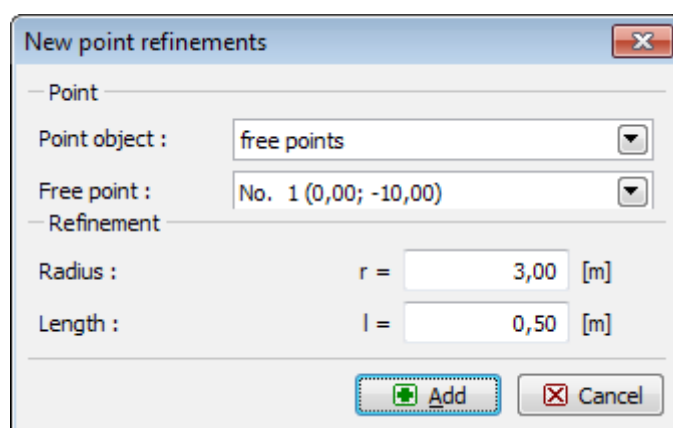 New point refinements
Point
Point object : free points
Free point : No. 1 (0,00; -10,00)
Refinement
Radius : r = 3,00 [m]
Length : l = 0,50 [m]
Add Cancel